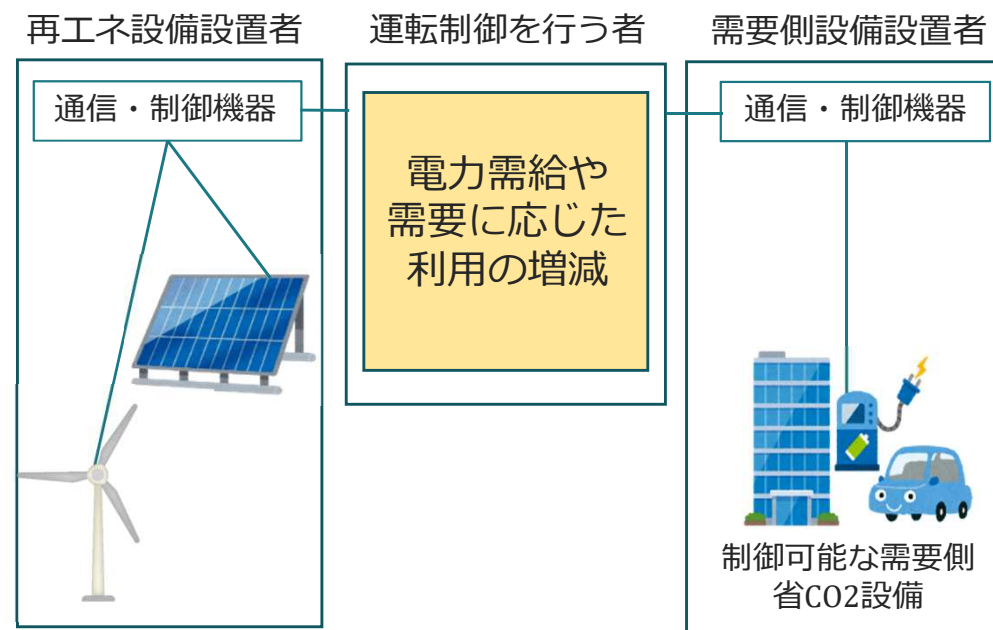 再エネ設備設置者
運転制御を行う者
需要側設備設置者
通信・制御機器
電力需給や
需要に応じた
利用の増減
通信・制御機器
制御可能な需要側
省CO2設備